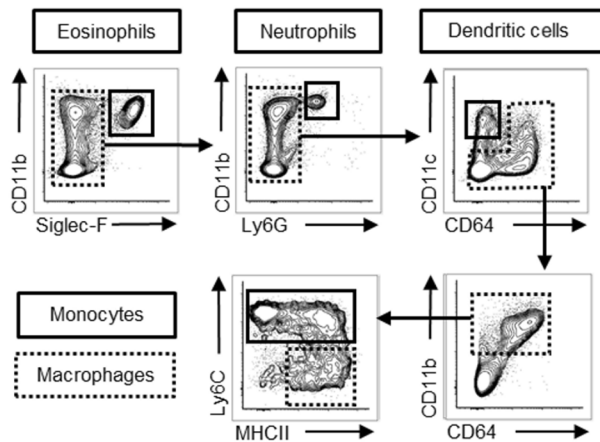 Eosinophils
Neutrophils
Dendritic cells
CD11b
Siglec-F
CD11b
Ly6G
CD11c
CD64
Monocytes
Macrophages
Ly6C
MHCII
CD11b
CD64